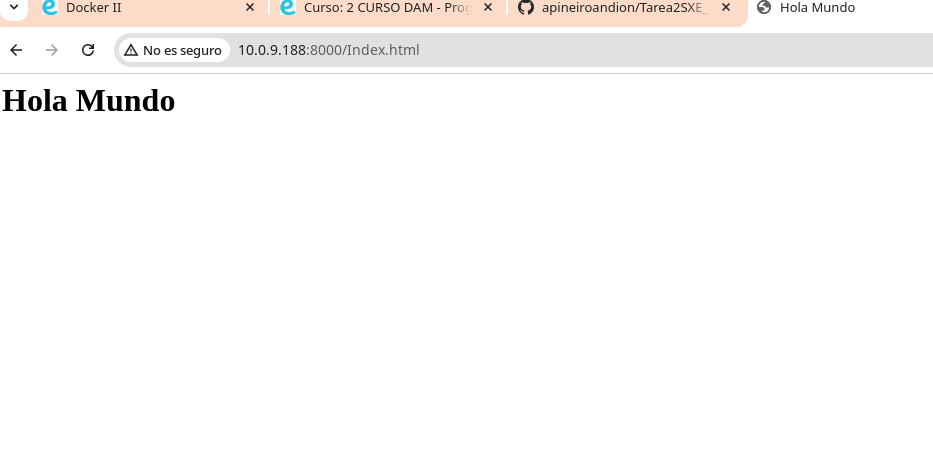 Docker II
Curso: 2 CURSO DAM - Prog
apineiroandion/Tarea2SXE_
Hola Mundo
No es seguro
10.0.9.188:8000/Index.html
Hola Mundo